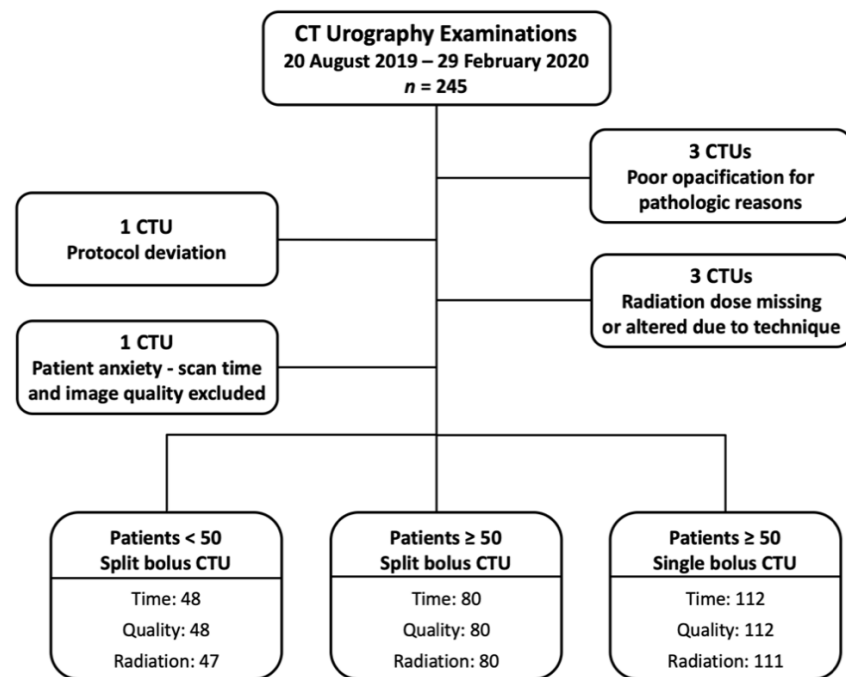 CT Urography Examinations
20 August 2019 – 29 February 2020
n = 245
3 CTUs
Poor opacification for
pathologic reasons
1 CTU
Protocol deviation
3 CTUs
Radiation dose missing
or altered due to technique
1 CTU
Patient anxiety - scan time
and image quality excluded
Patients < 50
Split bolus CTU
Time: 48
Quality: 48
Radiation: 47
Patients ≥ 50
Split bolus CTU
Time: 80
Quality: 80
Radiation: 80
Patients ≥ 50
Single bolus CTU
Time: 112
Quality: 112
Radiation: 111